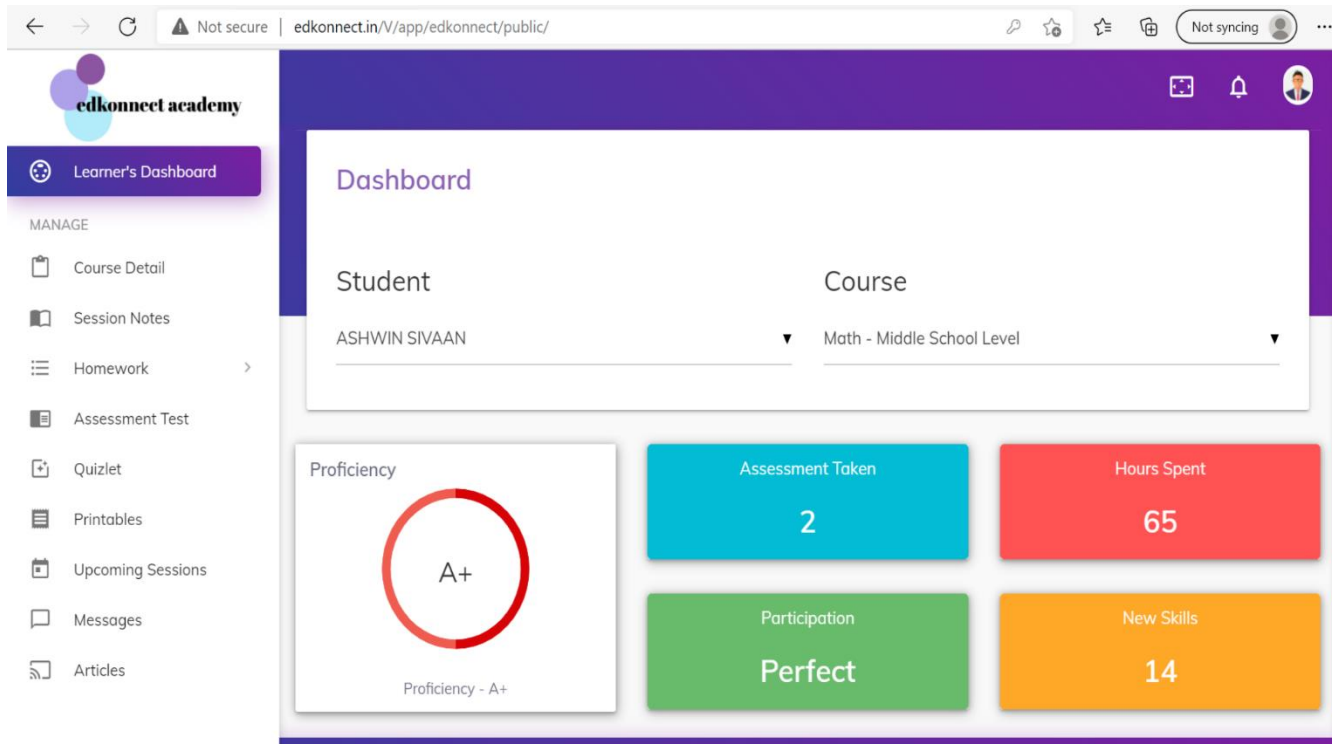 Not secure | edkonnect.in/V/app/edkonnect/public/
Not syncing
edkonnect academy
Learner's Dashboard
MANAGE
Course Detail
Session Notes
Homework
Assessment Test
Quizlet
Printables
Upcoming Sessions
Messages
Articles
Dashboard
Student
ASHWIN SIVAAN
Course
Math - Middle School Level
Proficiency
A+
Proficiency - A+
Assessment Taken
2
Hours Spent
65
Participation
Perfect
New Skills
14